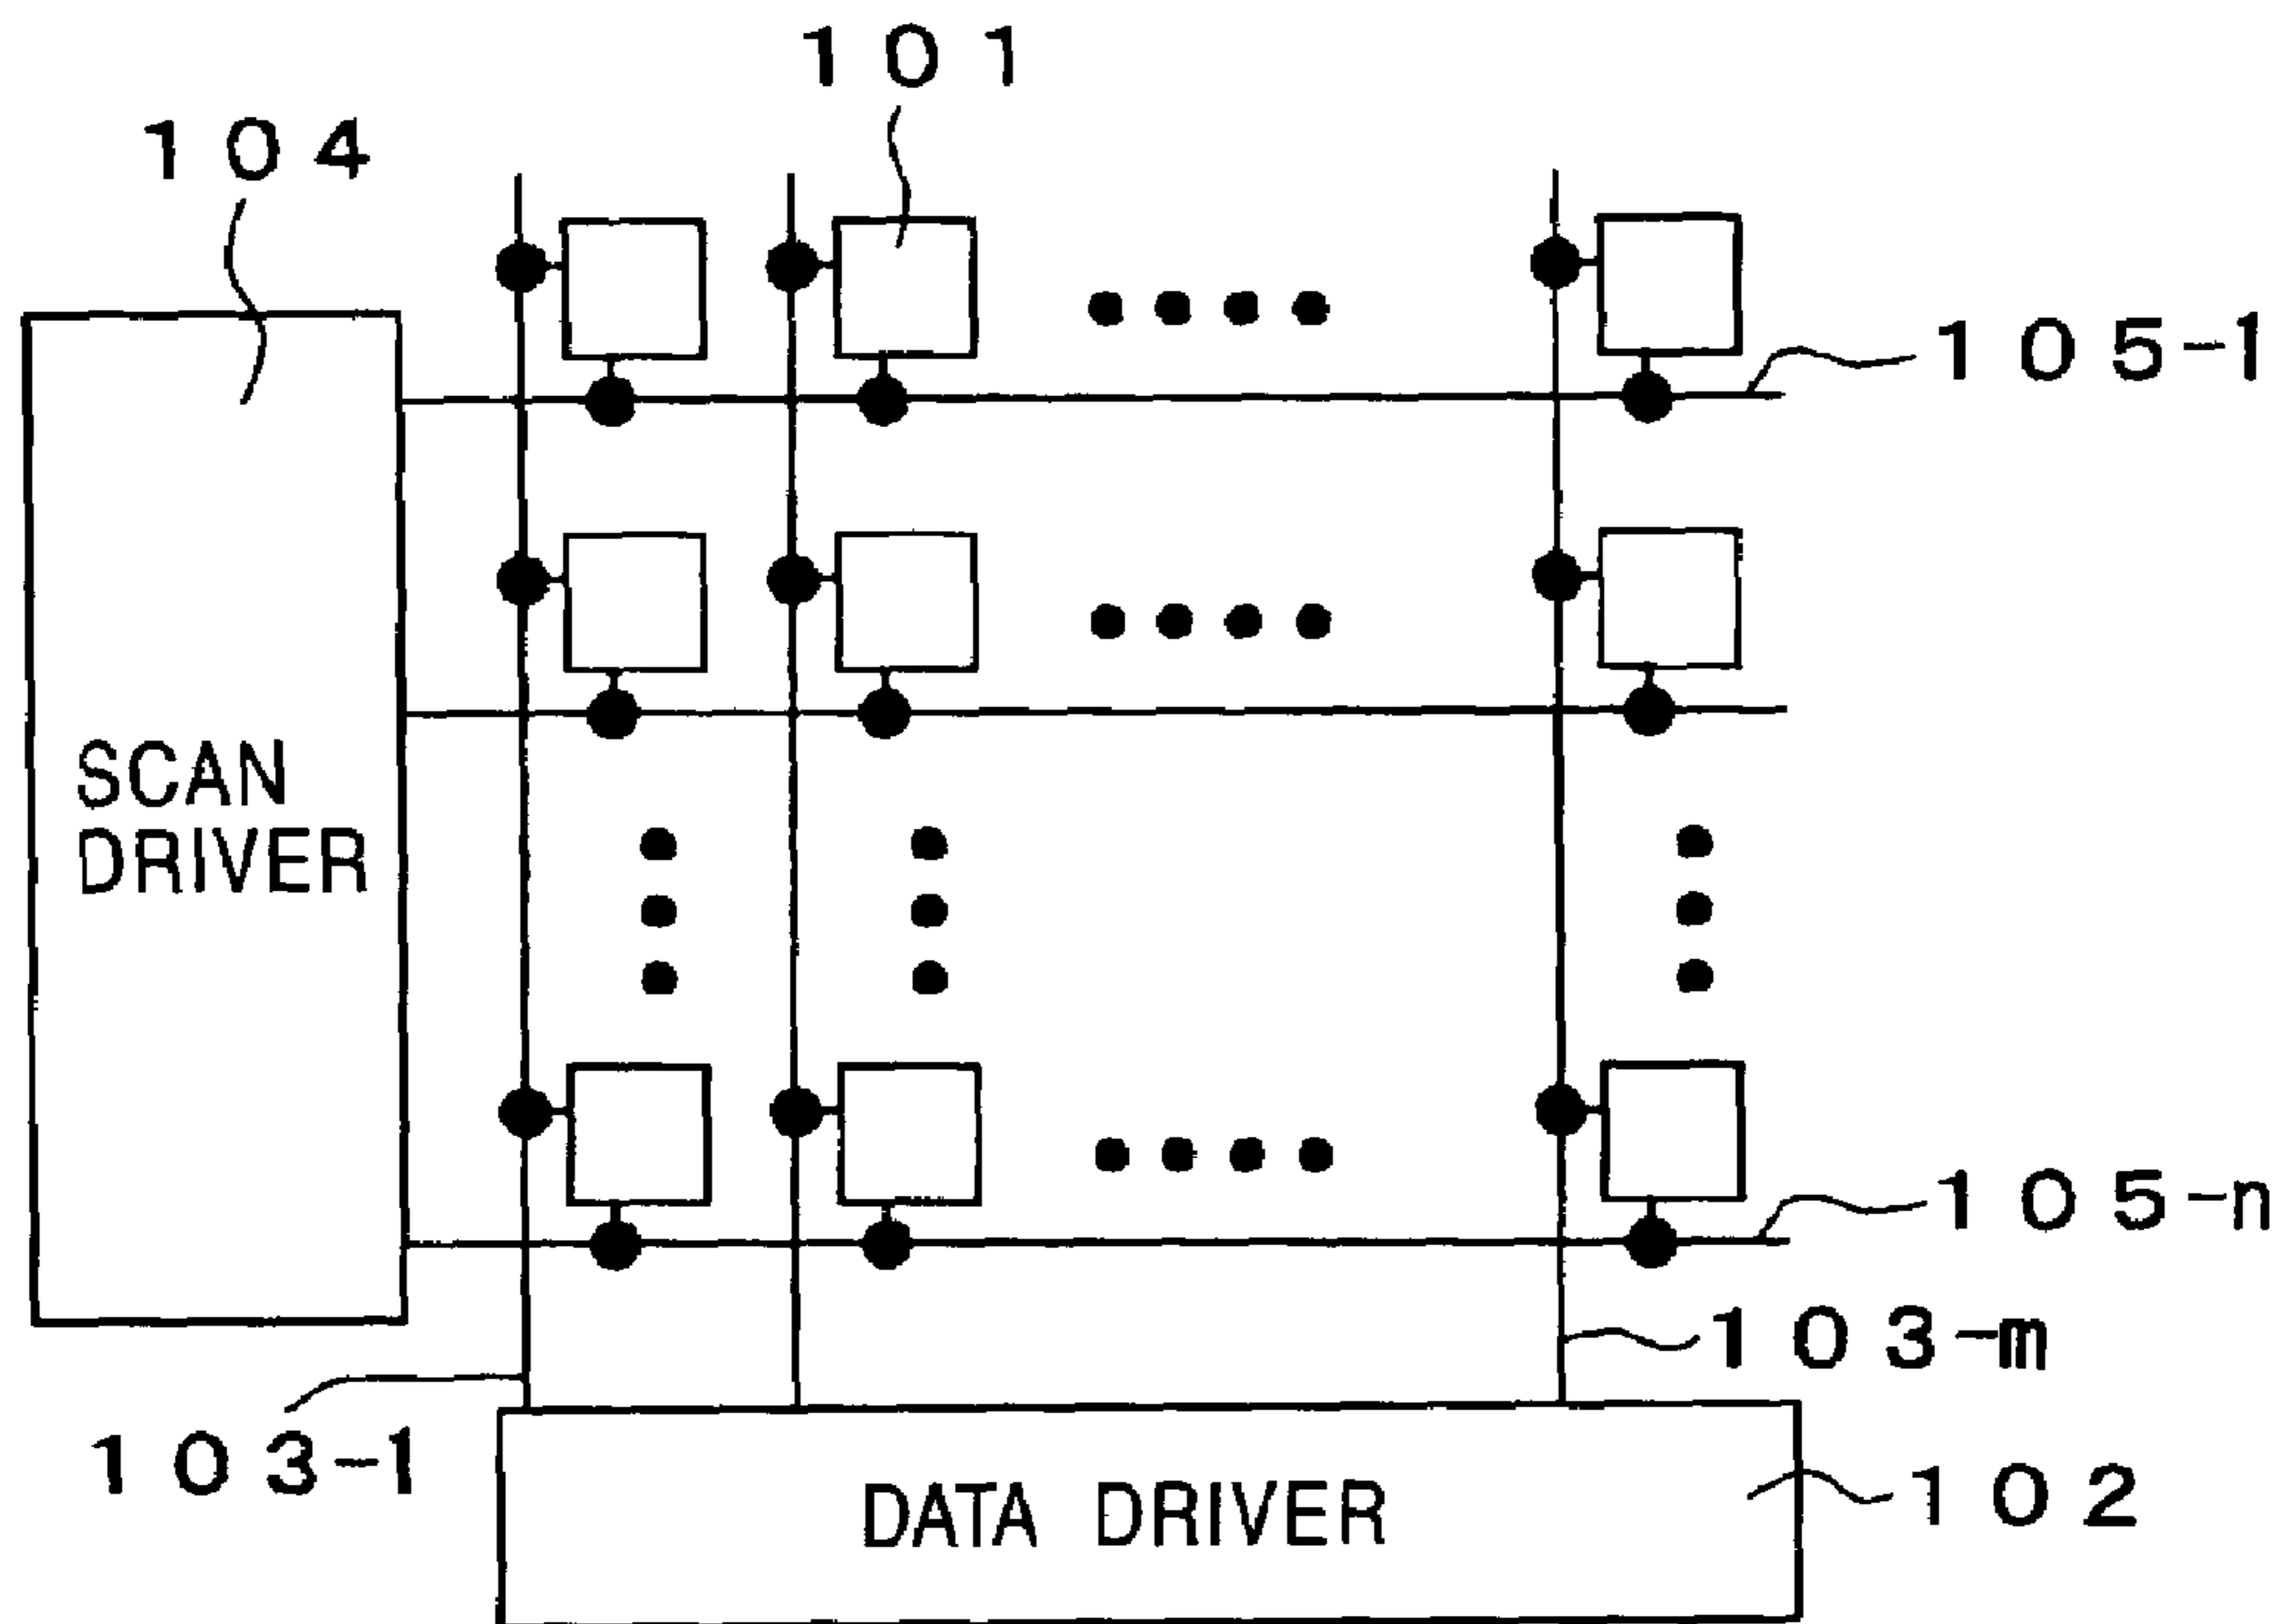 101
104
105-1
SCAN
DRIVER
105-n
103-m
103-1
DATA DRIVER
102